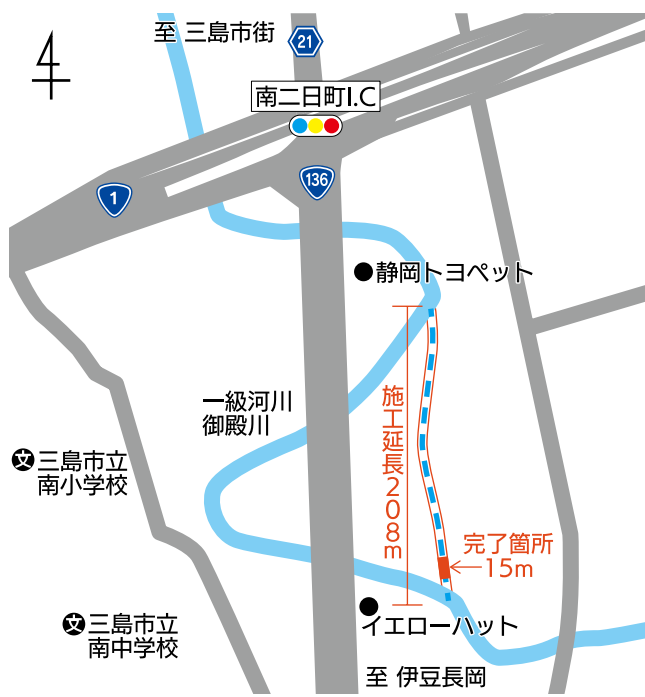 至 三島市街
21
南二日町I.C
136
1
静岡トヨペット
一級河川
御殿川
施工延長208m
文三島市立
南小学校
完了箇所
15m
文三島市立
南中学校
イエローハット
至 伊豆長岡